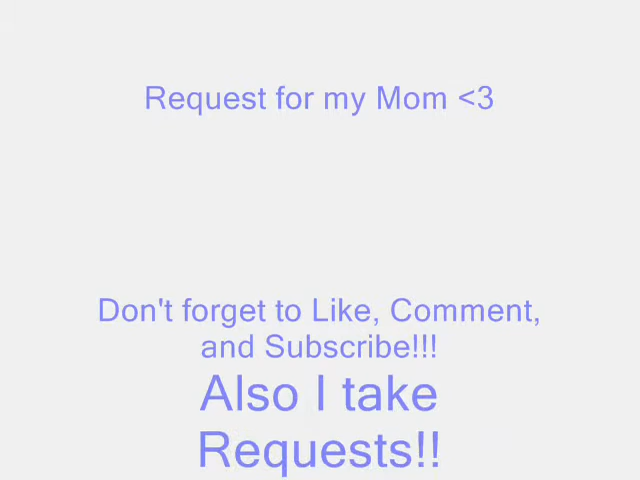 Request for my Mom <3
Don't forget to Like, Comment,
and Subscribe!!!
Also I take
Requests!!